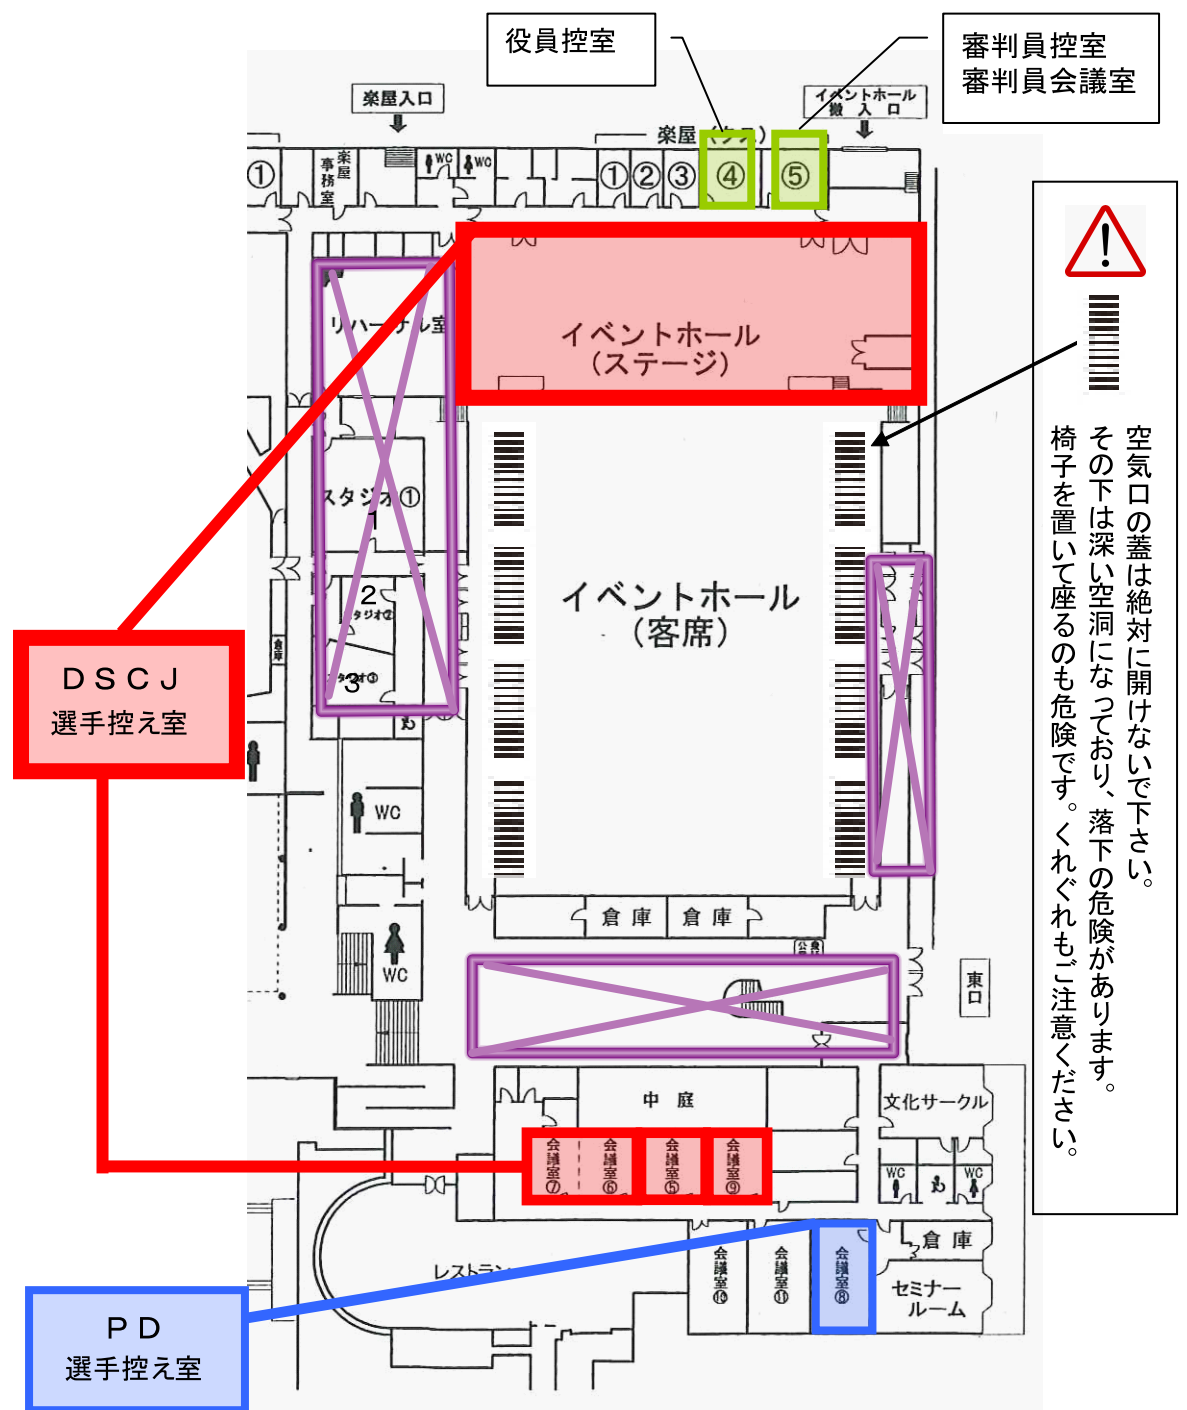 役員控室
審判員控室
審判員会議室
楽屋入口
イベントホール
搬入口
楽屋
①
楽屋
事務室
WC
WC
①
②
③
④
⑤
リハーサル室
イベントホール
(ステージ)
スタジオ①
1
2
スタジオ②
3
倉庫
イベントホール
(客席)
空気口の蓋は絶対に開けないで下さい。
その下は深い空洞になっており、落下の危険があります。
椅子を置いて座るのも危険です。くれぐれもご注意ください。
DSCJ
選手控え室
WC
WC
倉庫
倉庫
東口
中庭
文化サークル
会議室⑦
会議室⑥
会議室⑤
会議室⑨
WC
WC
レストラン
会議室⑩
会議室⑪
会議室⑧
倉庫
セミナー
ルーム
PD
選手控え室